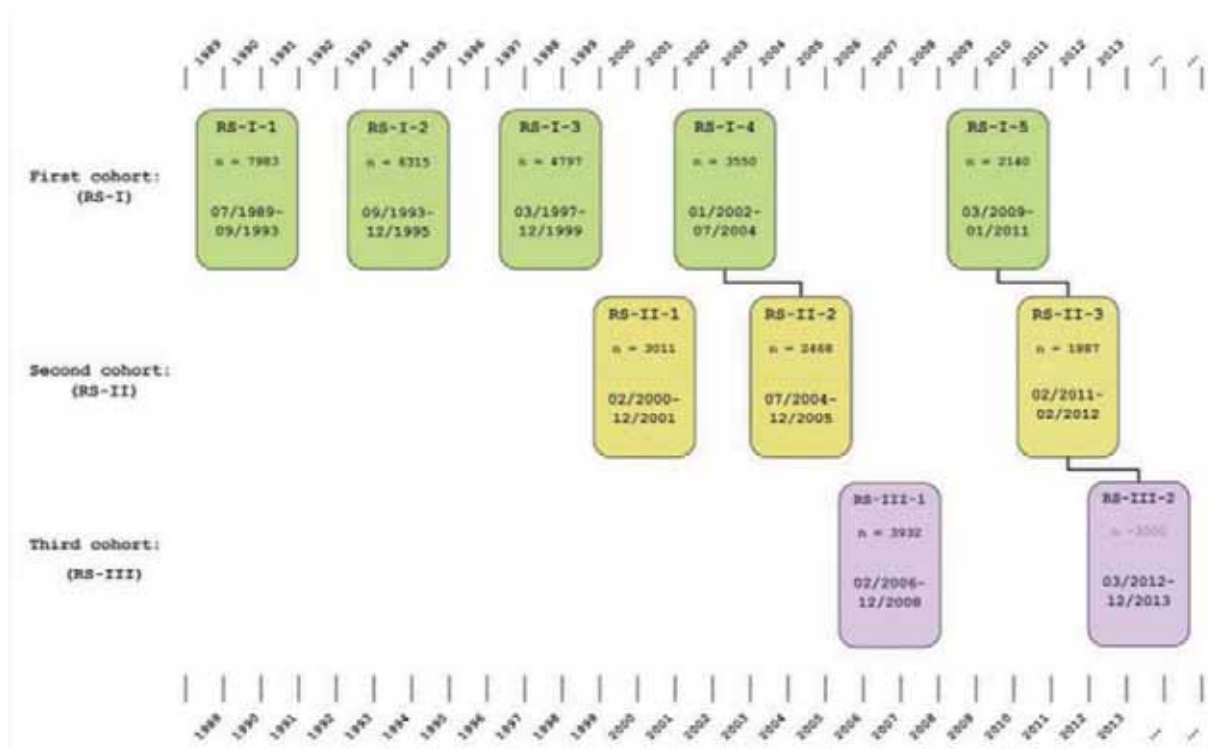 1989 1990 1991 1992 1993 1994 1995 1996 1997 1998 1999 2000 2001 2002 2003 2004 2005 2006 2007 2008 2009 2010 2011 2012 2013 ... ...
RS-I-1 RS-I-2 RS-I-3 RS-I-4 RS-I-5
n = 7983 n = 6315 n = 4797 n = 3550 n = 2140
First cohort:
(RS-I)
07/1989- 09/1993- 03/1997- 01/2002- 03/2009-
09/1993 12/1995 12/1999 07/2004 01/2011
RS-II-1 RS-II-2 RS-II-3
n = 3011 n = 2468 n = 1887
Second cohort:
(RS-II)
02/2000- 07/2004- 02/2011-
12/2001 12/2005 02/2012
RS-III-1 RS-III-2
n = 3932 n
Third cohort:
(RS-III)
02/2006- 03/2012-
12/2008 12/2013
1989 1990 1991 1992 1993 1994 1995 1996 1997 1998 1999 2000 2001 2002 2003 2004 2005 2006 2007 2008 2009 2010 2011 2012 2013 ... ...